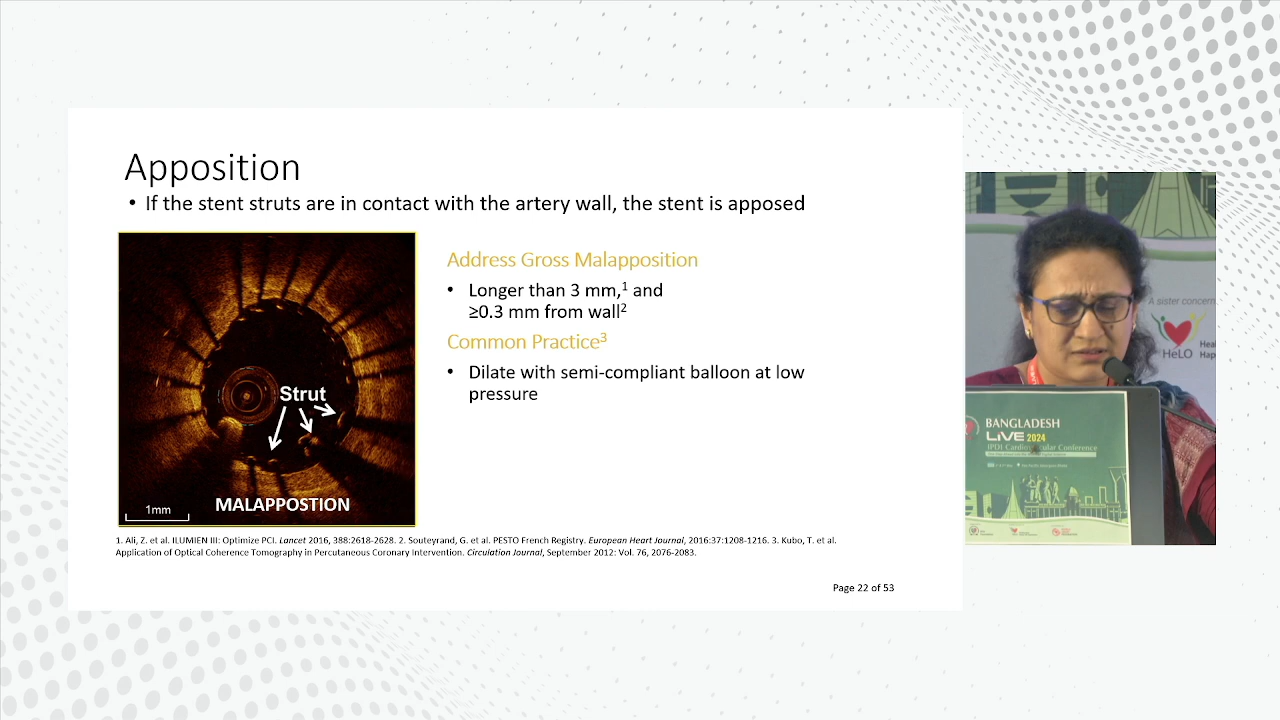 Apposition
• If the stent struts are in contact with the artery wall, the stent is apposed
Address Gross Malapposition
• Longer than 3 mm,¹ and
≥0.3 mm from wall²
Common Practice³
• Dilate with semi-compliant balloon at low
pressure
Strut
MALAPPOSTION
1mm
1. Ali, Z. et al. ILUMIEN III: Optimize PCI. Lancet 2016, 388:2618-2628. 2. Souteyrand, G. et al. PESTO French Registry. European Heart Journal, 2016:37:1208-1216. 3. Kubo, T. et al.
Application of Optical Coherence Tomography in Percutaneous Coronary Intervention. Circulation Journal, September 2012: Vol. 76, 2076-2083.
Page 22 of 53
A sister concern
HeLO
Hea
Hap
BANGLADESH
LIVE 2024
Conference